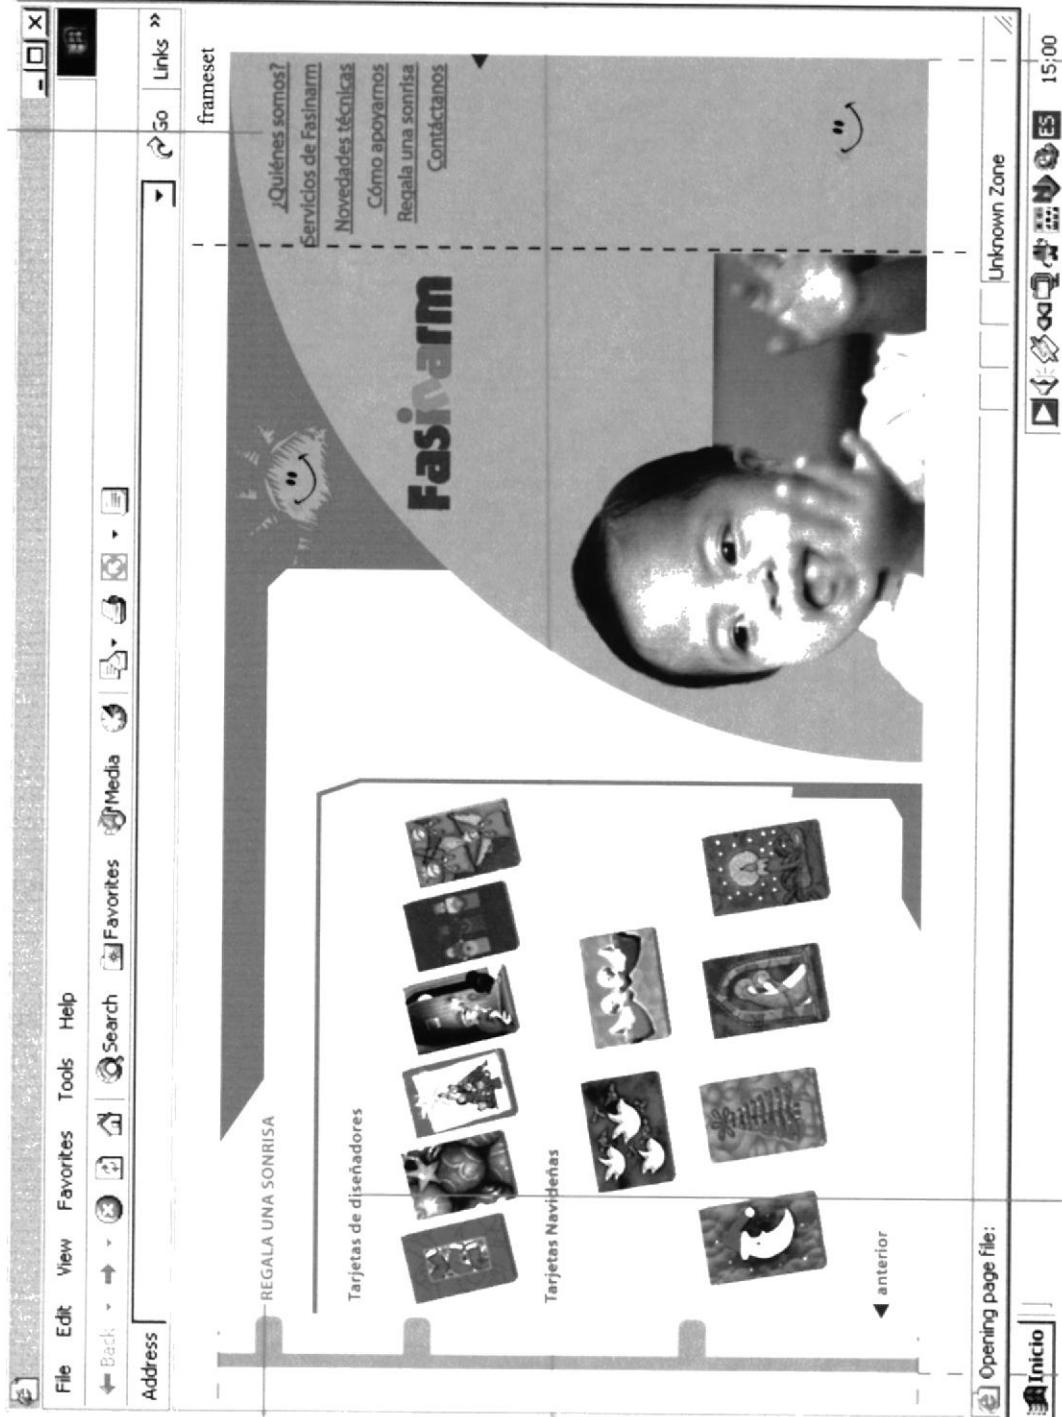 File Edit View Favorites Tools Help
Back Search Favorites Media
Address Go Links »
frameset
REGALA UNA SONRISA
¿Quiénes somos?
Servicios de Fasinarm
Novedades técnicas
Cómo apoyamos
Regala una sonrisa
Contáctanos
Fasinarm
Tarjetas de diseñadores
Tarjetas Navideñas
anterior
Opening page file:
Unknown Zone
Inicio
ES
15:00